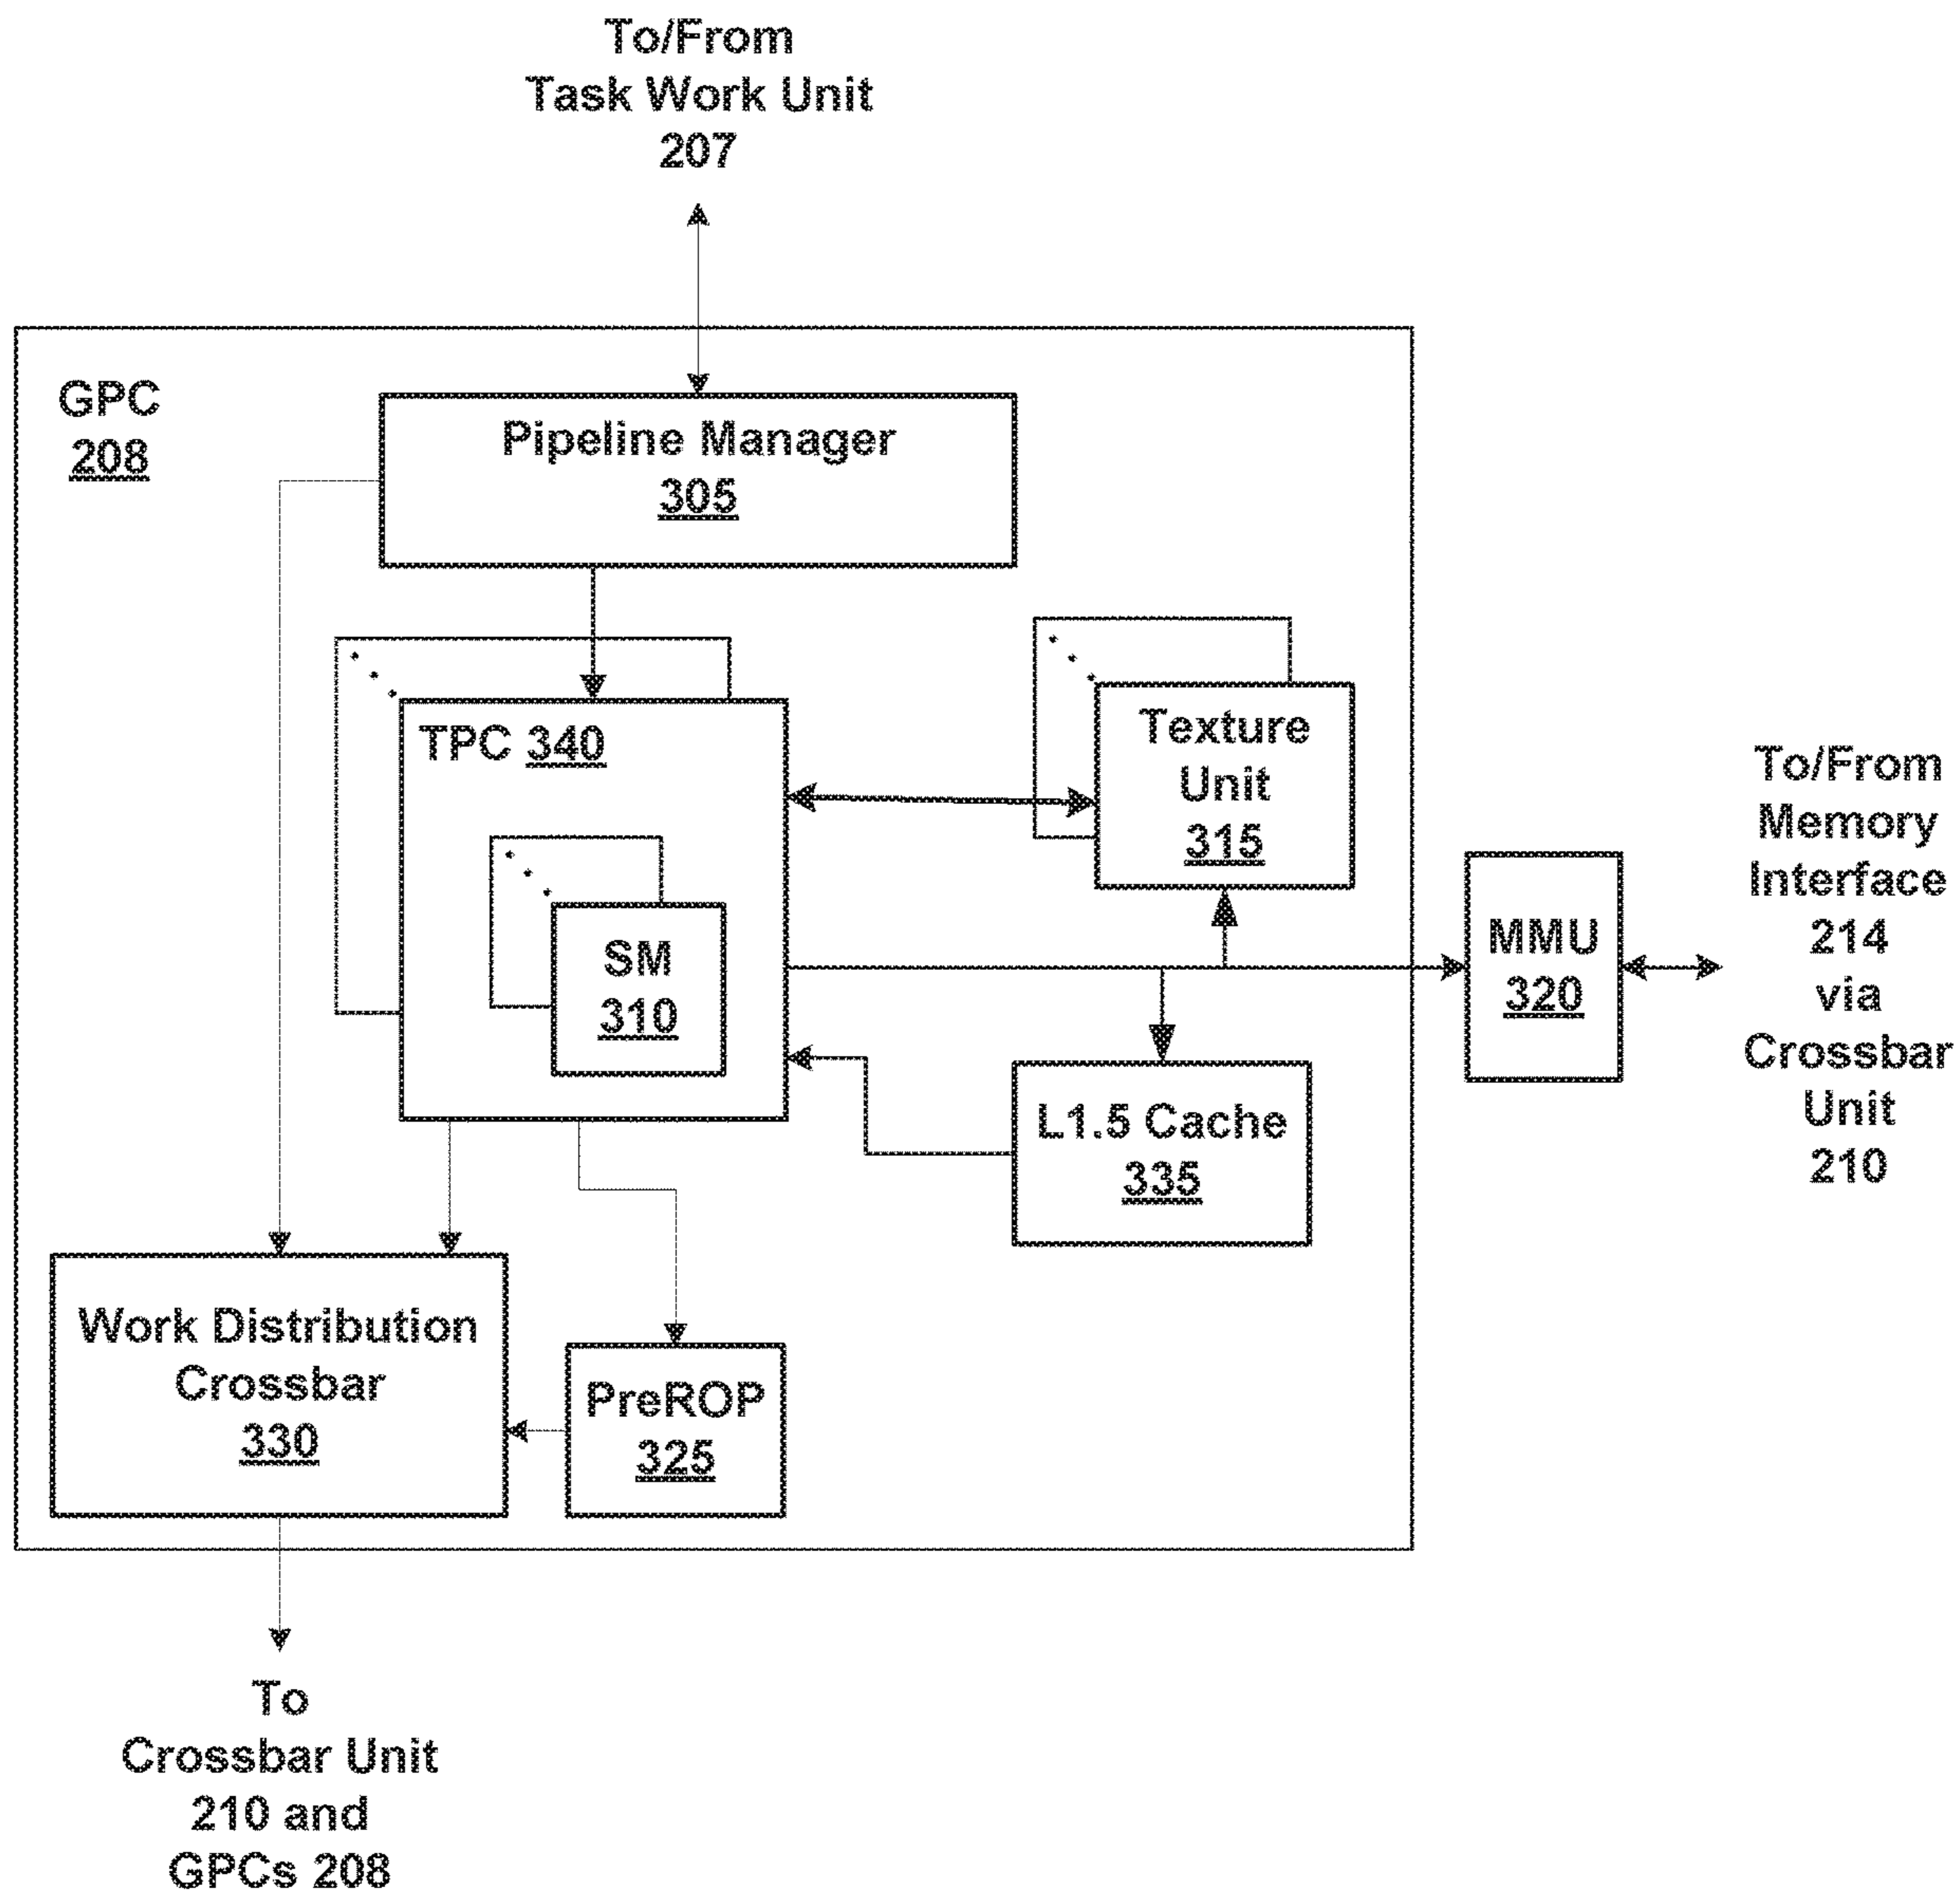 To/From
Task Work Unit
207
GPC
208
Pipeline Manager
305
TPC 340
SM
310
Texture
Unit
315
MMU
320
To/From
Memory
Interface
214
via
Crossbar
Unit
210
L1.5 Cache
335
Work Distribution
Crossbar
330
PreROP
325
To
Crossbar Unit
210 and
GPCs 208